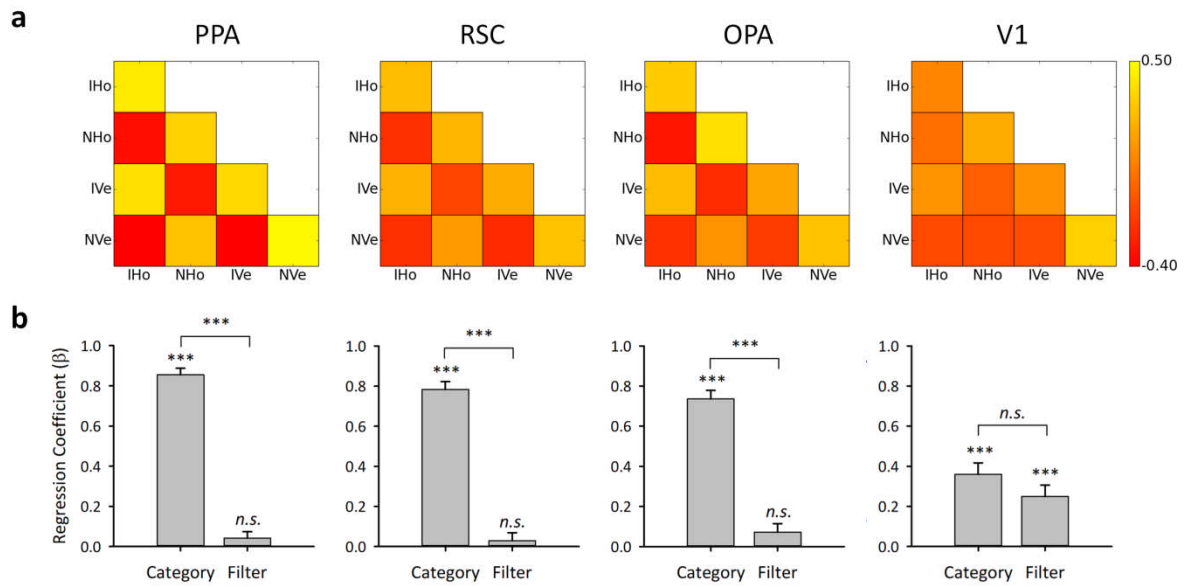 a
PPA RSC OPA V1
IHo IHo IHo IHo 0.50
NHo NHo NHo NHo
IVe IVe IVe IVe
NVe NVe NVe NVe -0.40
IHo NHo IVe NVe IHo NHo IVe NVe IHo NHo IVe NVe IHo NHo IVe NVe
b
*** *** ***
1.0 1.0 1.0 1.0
*** *** ***
0.8 0.8 0.8 0.8
n.s.
0.6 0.6 0.6 0.6
*** ***
0.4 0.4 0.4 0.4
0.2 0.2 0.2 0.2
n.s. n.s. n.s.
0.0 0.0 0.0 0.0
Regression Coefficient (β)
Category Filter Category Filter Category Filter Category Filter